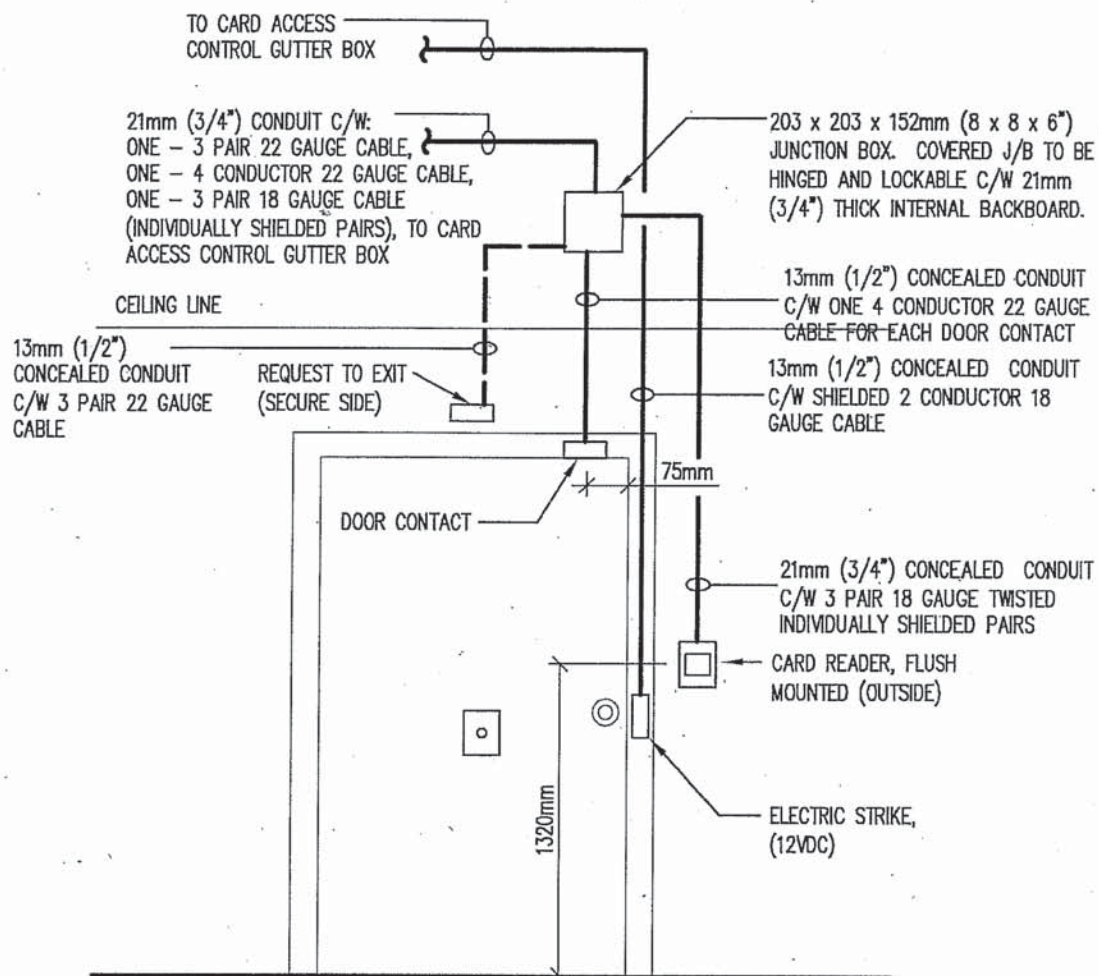 TO CARD ACCESS
CONTROL GUTTER BOX
21mm (3/4") CONDUIT C/W:
ONE – 3 PAIR 22 GAUGE CABLE,
ONE – 4 CONDUCTOR 22 GAUGE CABLE,
ONE – 3 PAIR 18 GAUGE CABLE
(INDIVIDUALLY SHIELDED PAIRS), TO CARD
ACCESS CONTROL GUTTER BOX
203 x 203 x 152mm (8 x 8 x 6")
JUNCTION BOX. COVERED J/B TO BE
HINGED AND LOCKABLE C/W 21mm
(3/4") THICK INTERNAL BACKBOARD.
CEILING LINE
13mm (1/2") CONCEALED CONDUIT
C/W ONE 4 CONDUCTOR 22 GAUGE
CABLE FOR EACH DOOR CONTACT
13mm (1/2")
CONCEALED CONDUIT
C/W 3 PAIR 22 GAUGE
CABLE
REQUEST TO EXIT
(SECURE SIDE)
13mm (1/2") CONCEALED CONDUIT
C/W SHIELDED 2 CONDUCTOR 18
GAUGE CABLE
75mm
DOOR CONTACT
21mm (3/4") CONCEALED CONDUIT
C/W 3 PAIR 18 GAUGE TWISTED
INDIVIDUALLY SHIELDED PAIRS
CARD READER, FLUSH
MOUNTED (OUTSIDE)
1320mm
ELECTRIC STRIKE,
(12VDC)